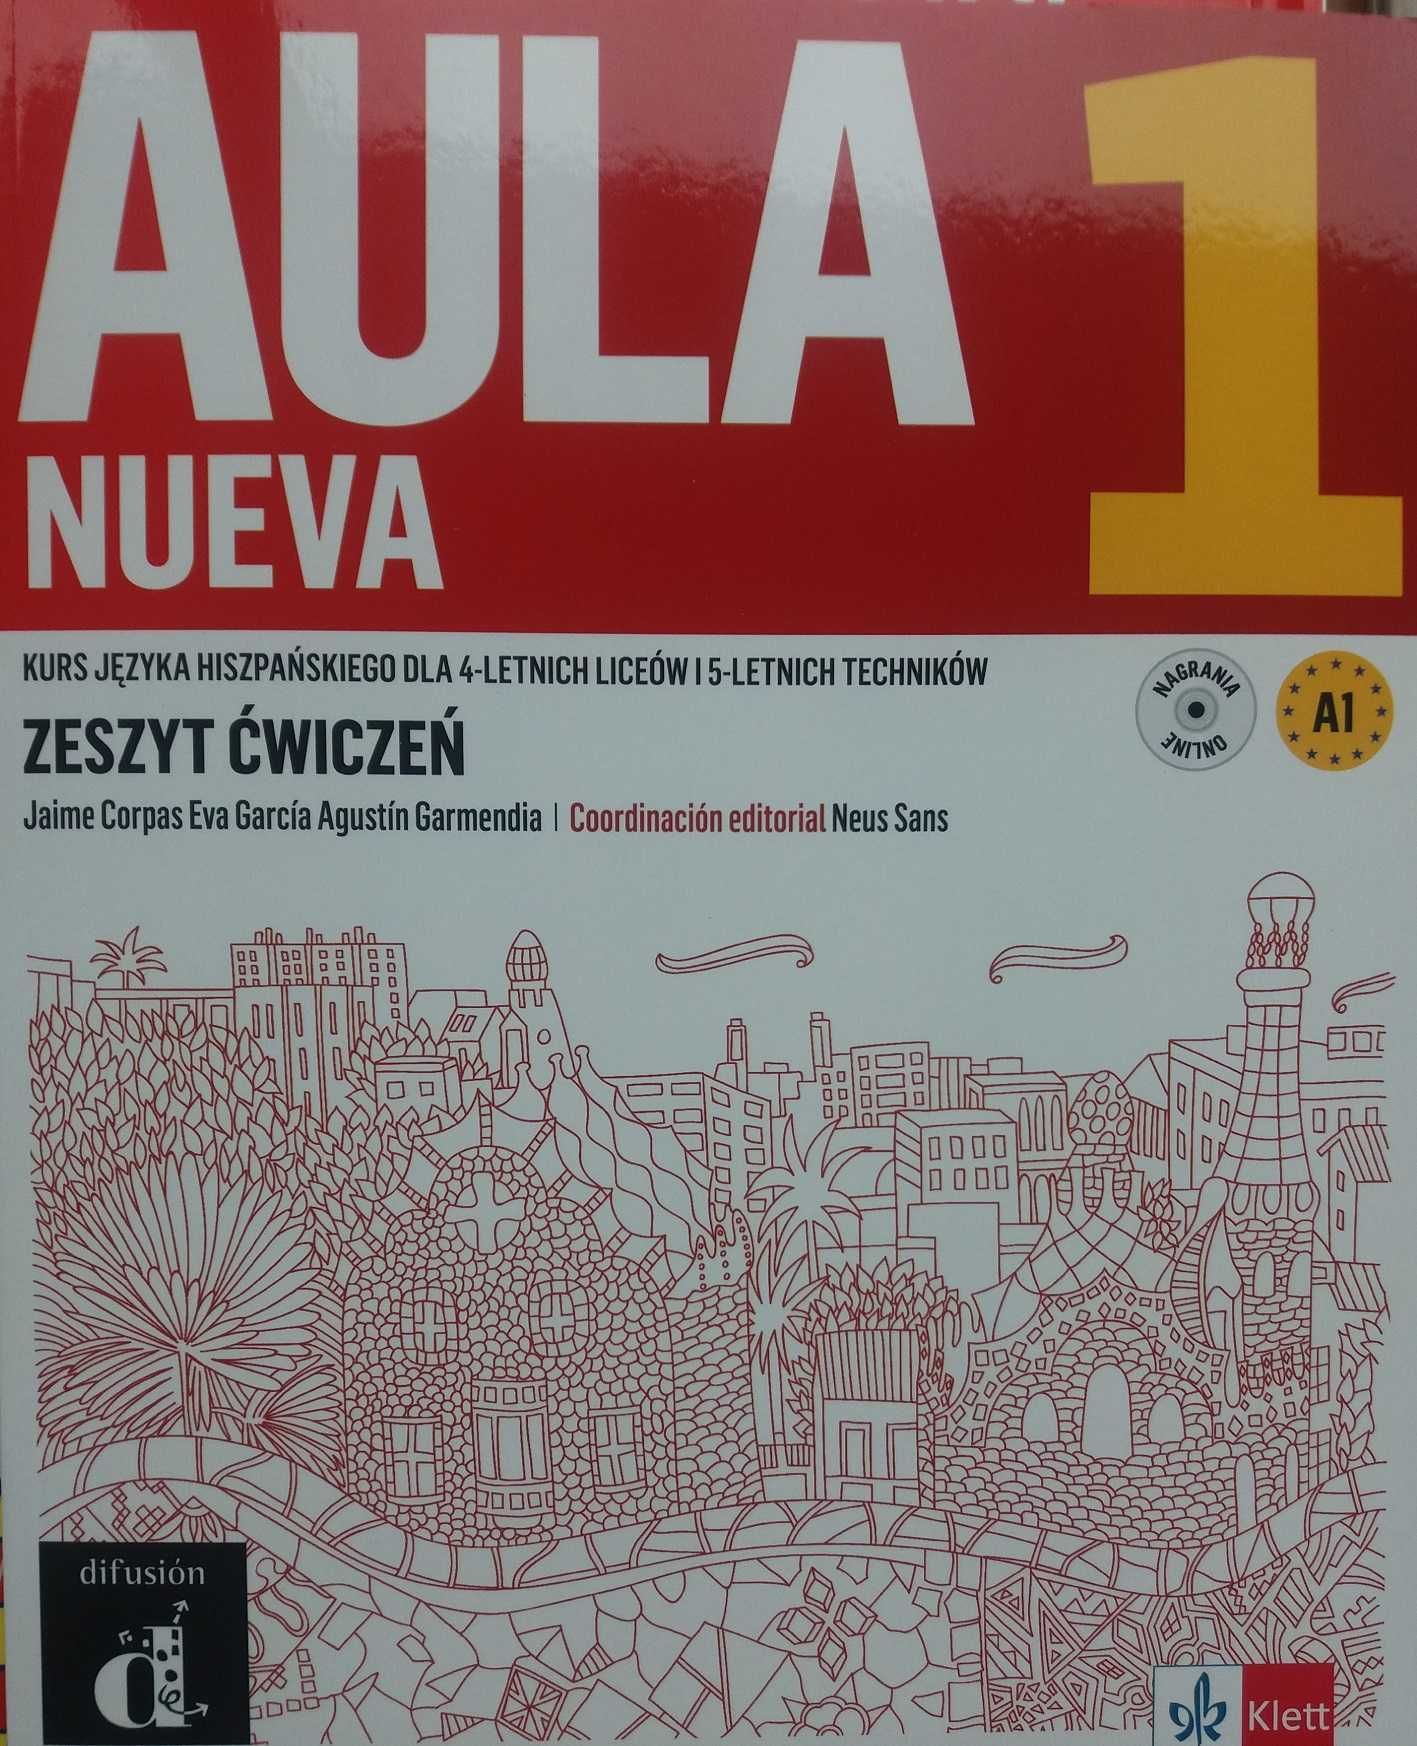 AULA 1
NUEVA
KURS JĘZYKA HISZPAŃSKIEGO DLA 4-LETNICH LICEÓW I 5-LETNICH TECHNIKÓW
NAGRANIA
ONLINE
A1
ZESZYT ĆWICZEŃ
Jaime Corpas Eva García Agustín Garmendia | Coordinación editorial Neus Sans
difusión
Klett